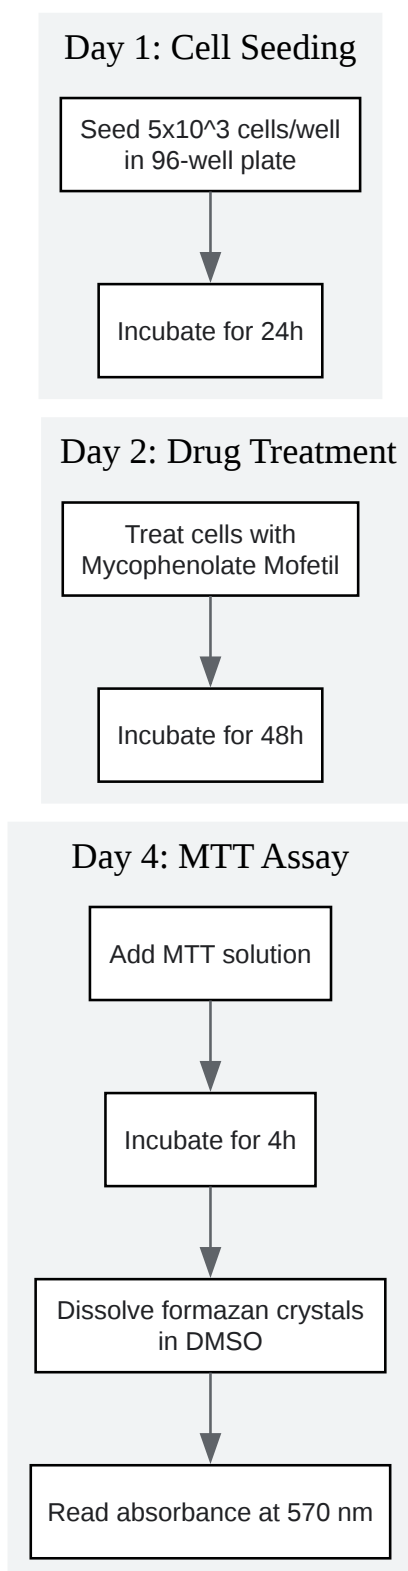 Day 1: Cell Seeding
Seed 5x10^3 cells/well
in 96-well plate
Incubate for 24h
Day 2: Drug Treatment
Treat cells with
Mycophenolate Mofetil
Incubate for 48h
Day 4: MTT Assay
Add MTT solution
Incubate for 4h
Dissolve formazan crystals
in DMSO
Read absorbance at 570 nm